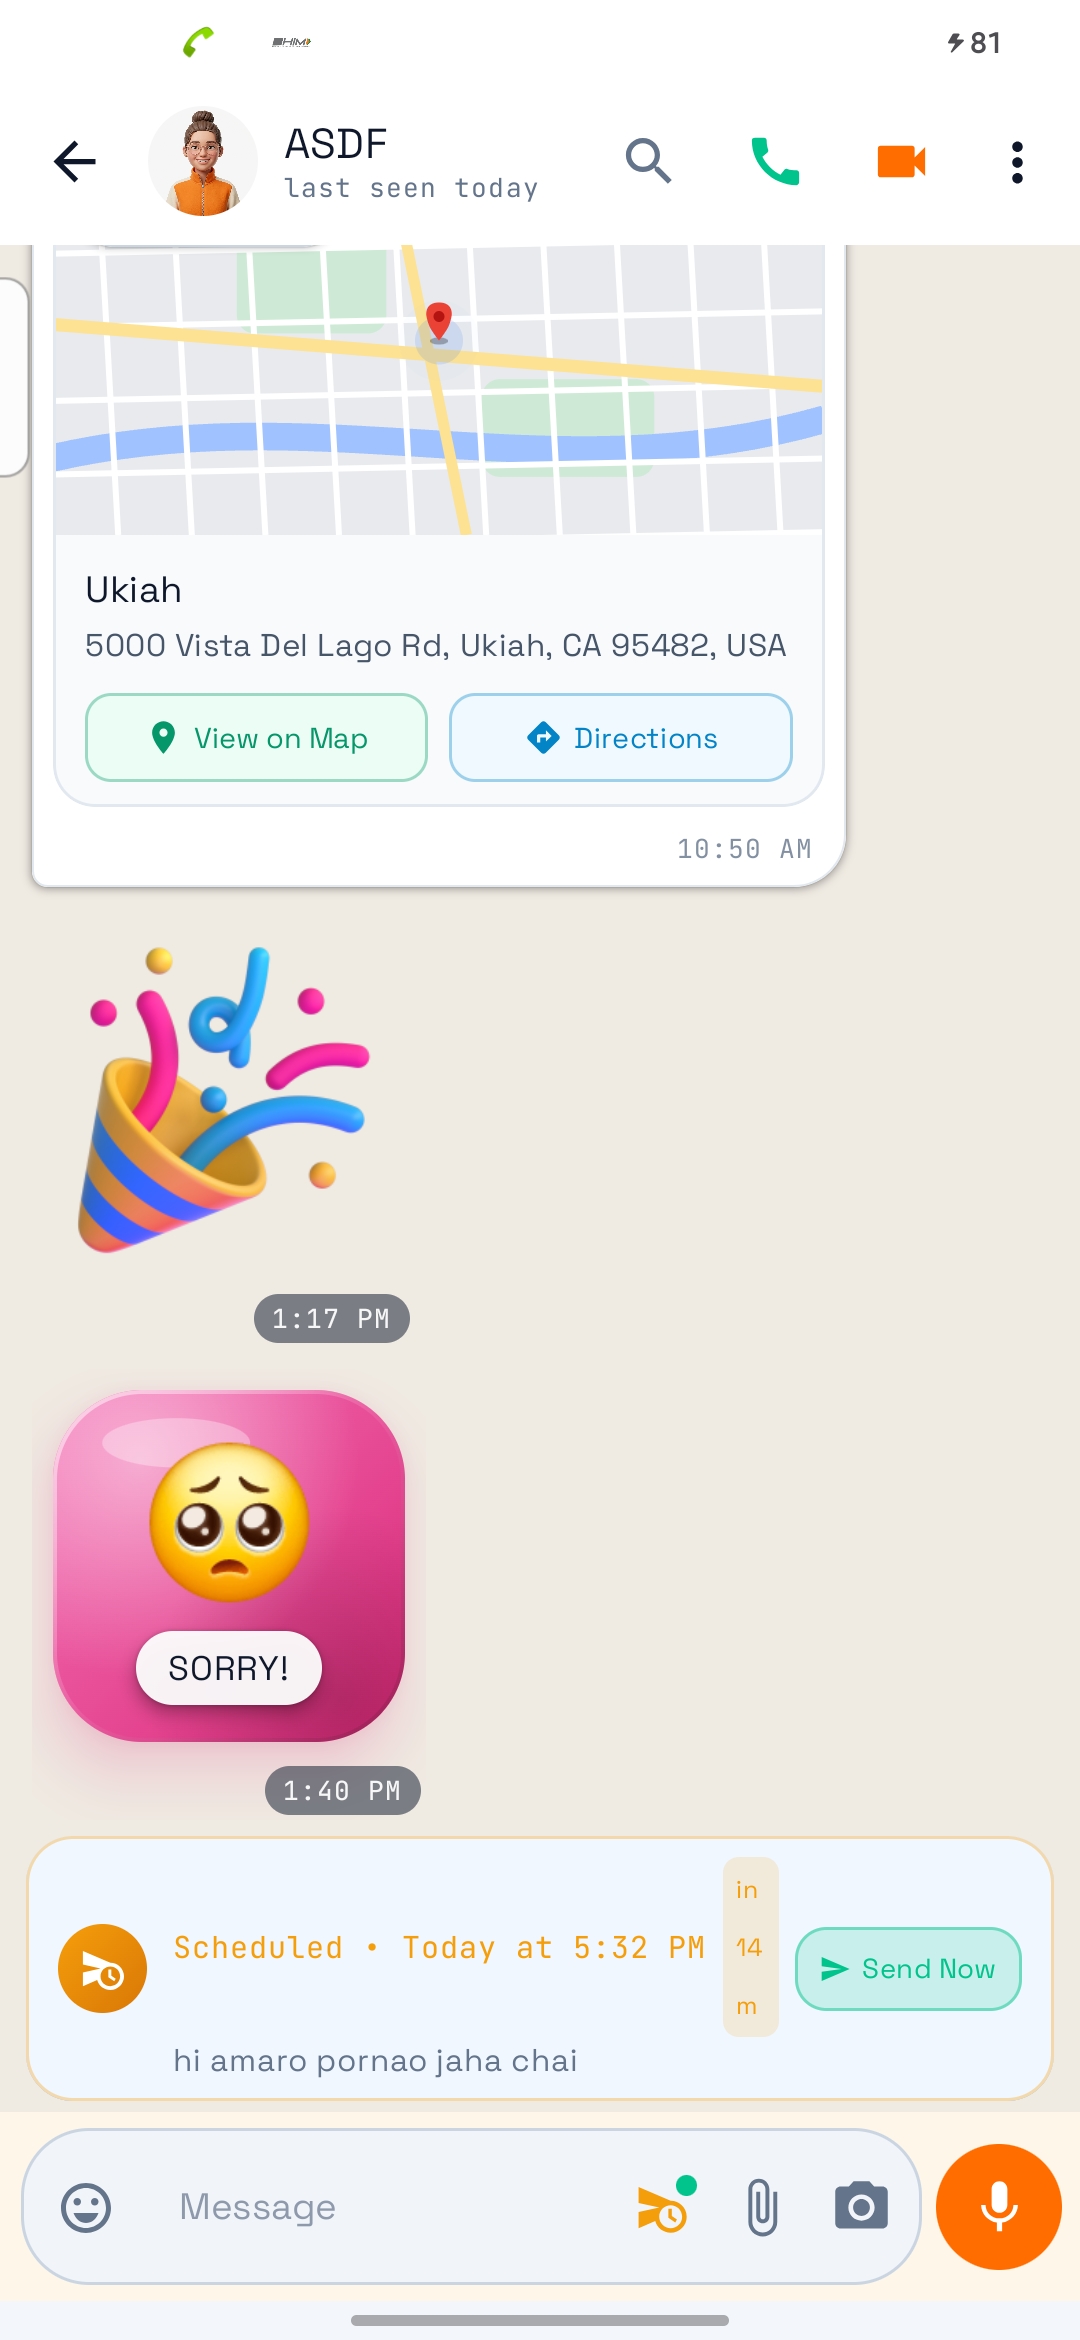 81
ASDF
last seen today
Ukiah
5000 Vista Del Lago Rd, Ukiah, CA 95482, USA
View on Map
Directions
10:50 AM
1:17 PM
SORRY!
1:40 PM
Scheduled • Today at 5:32 PM
in
14
m
Send Now
hi amaro pornao jaha chai
Message